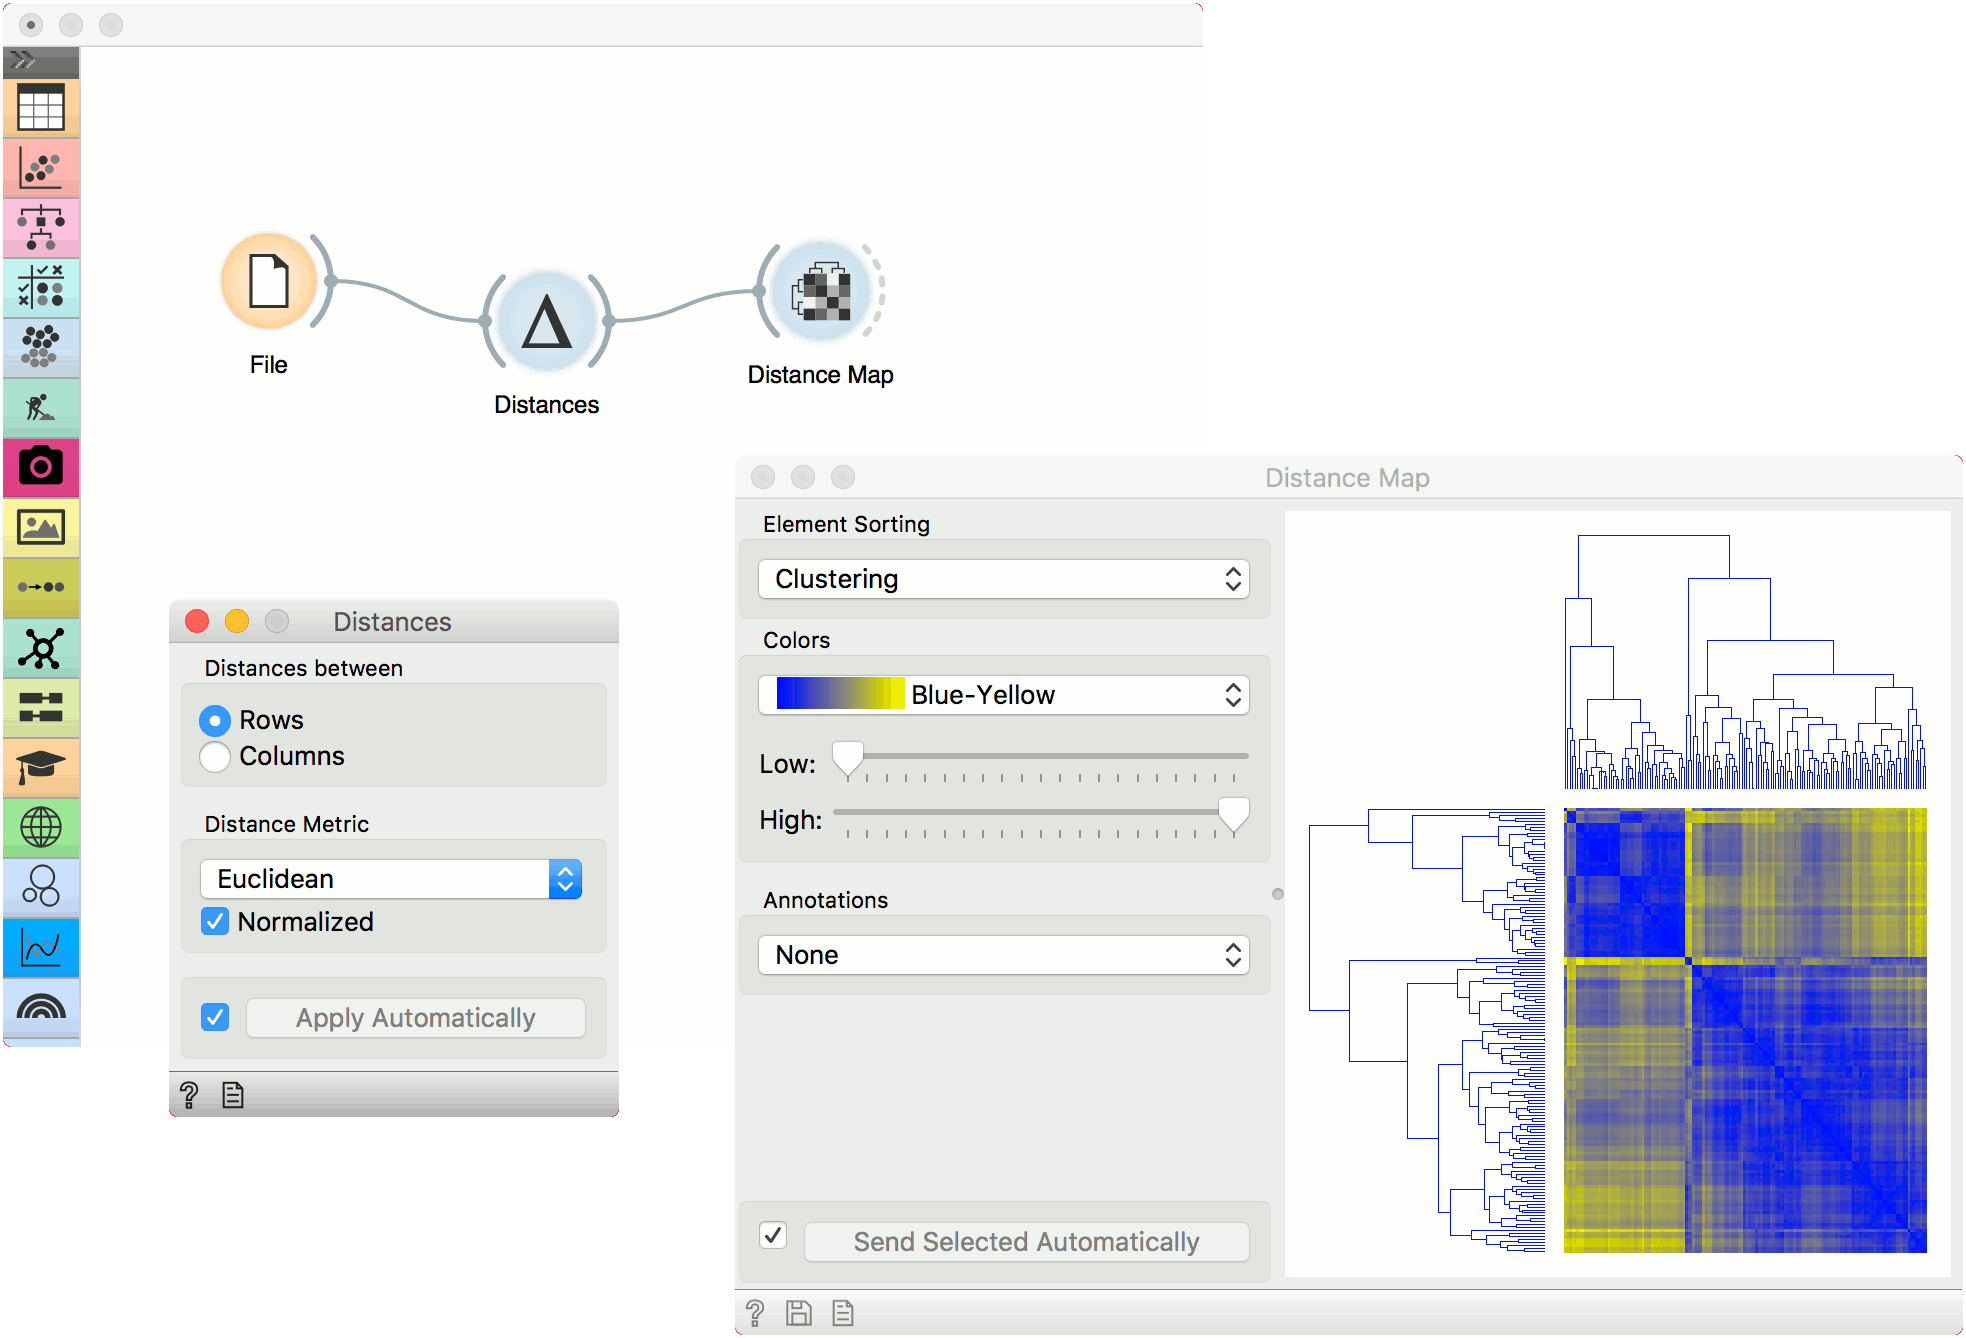 File
Distances
Distance Map
Distances
Distances between
Rows
Columns
Distance Metric
Euclidean
Normalized
Apply Automatically
Distance Map
Element Sorting
Clustering
Colors
Blue-Yellow
Low:
High:
Annotations
None
Send Selected Automatically